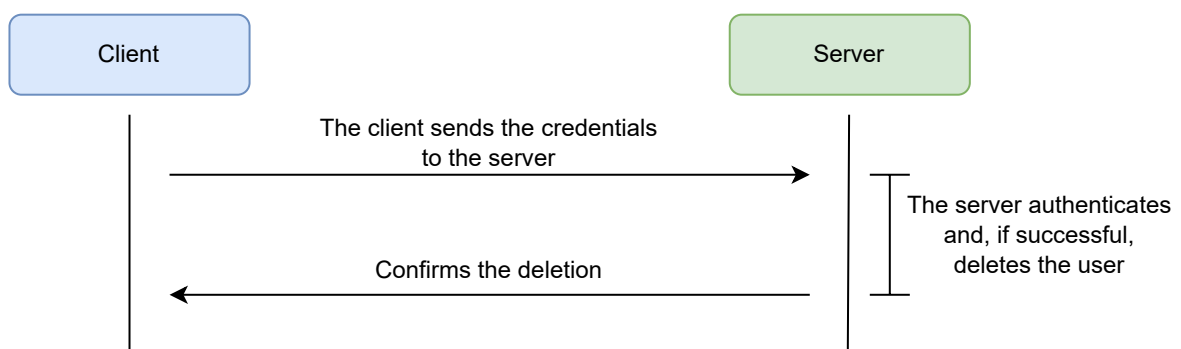 Client
Server
The client sends the credentials
to the server
The server authenticates
and, if successful,
deletes the user
Confirms the deletion